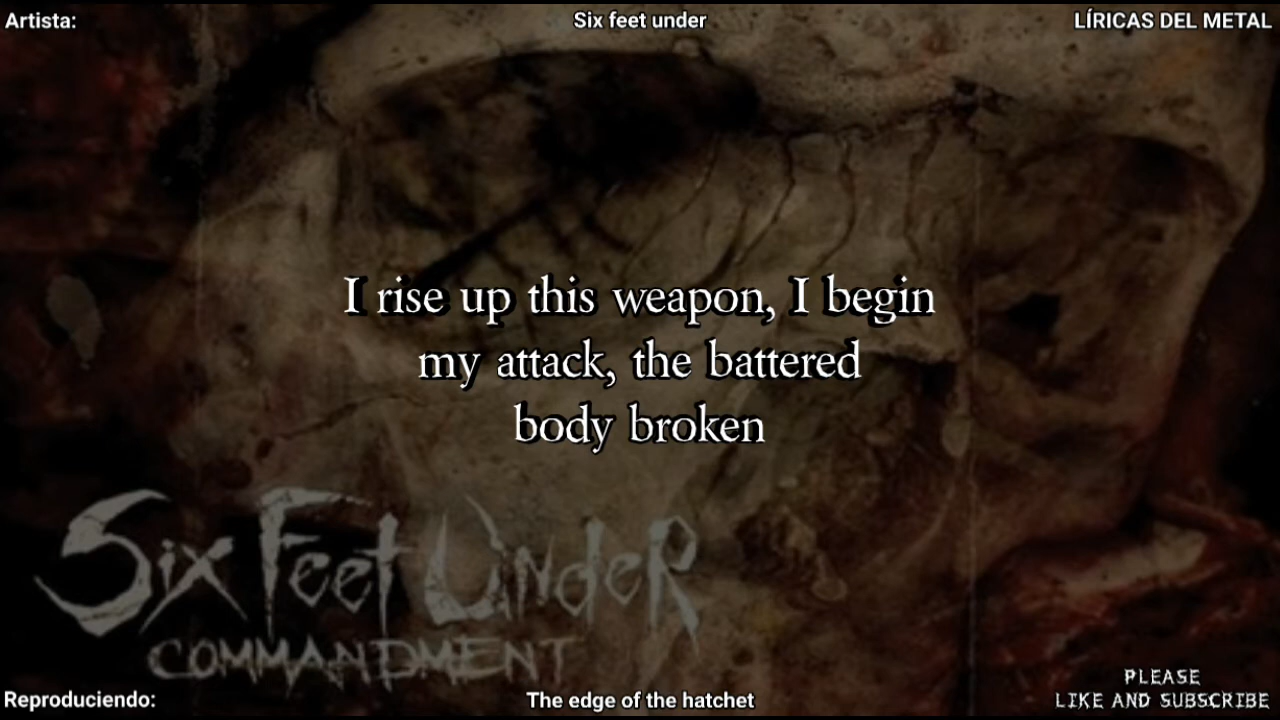 Artista:
Six feet under
LÍRICAS DEL METAL
I rise up this weapon, I begin
my attack, the battered
body broken
Six Feet Under
COMMANDMENT
PLEASE
LIKE AND SUBSCRIBE
Reproduciendo:
The edge of the hatchet